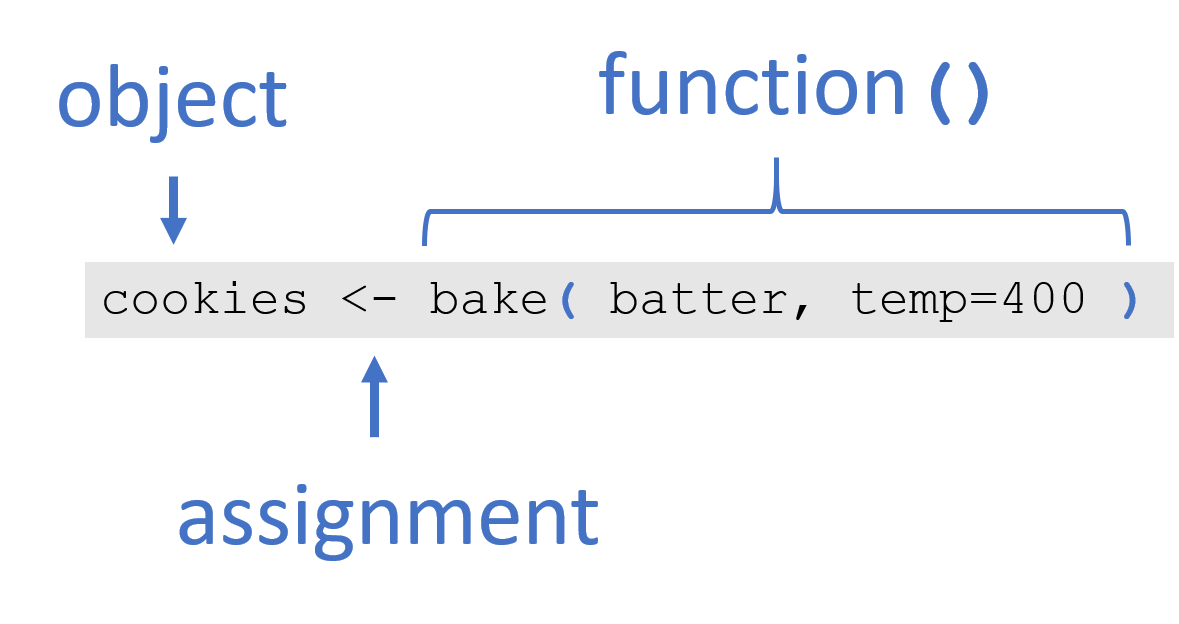 object
function()
cookies <- bake( batter, temp=400 )
assignment